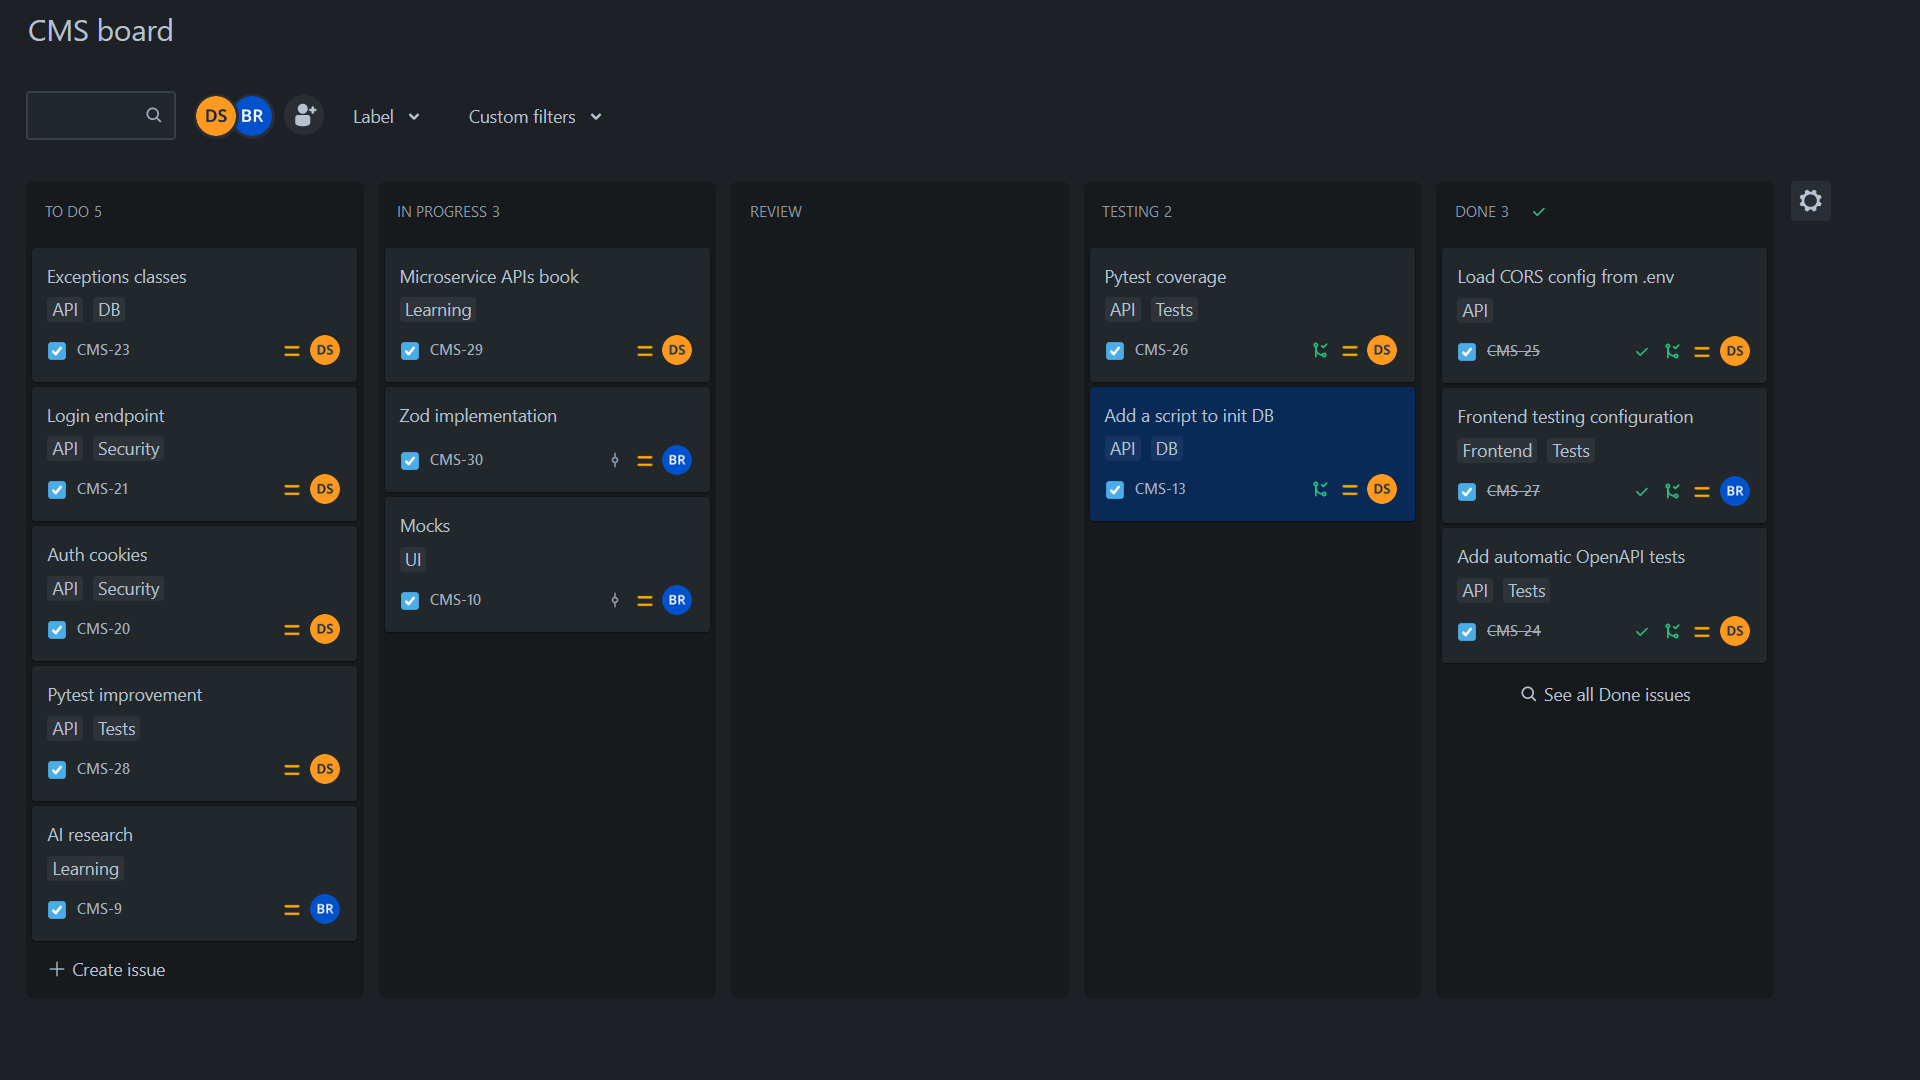 CMS board
DS BR Label Custom filters
TO DO 5
Exceptions classes
API DB
CMS-23 DS
Login endpoint
API Security
CMS-21 DS
Auth cookies
API Security
CMS-20 DS
Pytest improvement
API Tests
CMS-28 DS
AI research
Learning
CMS-9 BR
Create issue
IN PROGRESS 3
Microservice APIs book
Learning
CMS-29 DS
Zod implementation
CMS-30 BR
Mocks
UI
CMS-10 BR
REVIEW
TESTING 2
Pytest coverage
API Tests
CMS-26 DS
Add a script to init DB
API DB
CMS-13 DS
DONE 3
Load CORS config from .env
API
CMS-25 DS
Frontend testing configuration
Frontend Tests
CMS-27 BR
Add automatic OpenAPI tests
API Tests
CMS-24 DS
See all Done issues